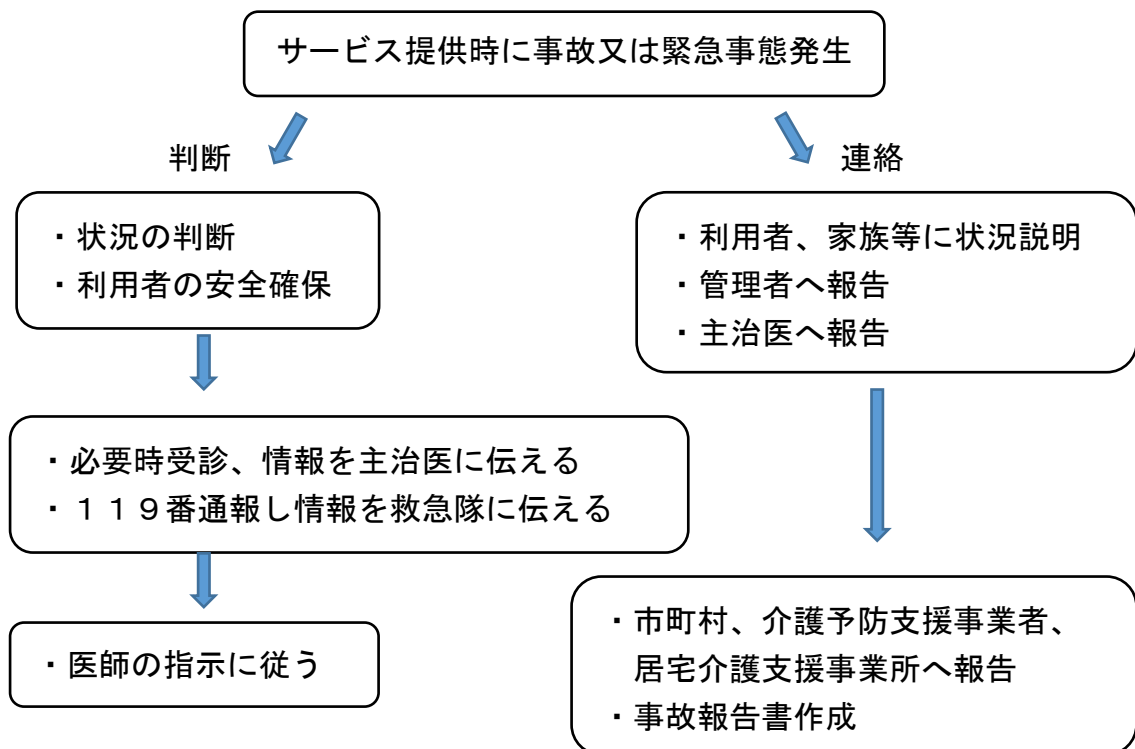 サービス提供時に事故又は緊急事態発生
判断
・状況の判断
・利用者の安全確保
・必要時受診、情報を主治医に伝える
・１１９番通報し情報を救急隊に伝える
・医師の指示に従う
連絡
・利用者、家族等に状況説明
・管理者へ報告
・主治医へ報告
・市町村、介護予防支援事業者、
居宅介護支援事業所へ報告
・事故報告書作成